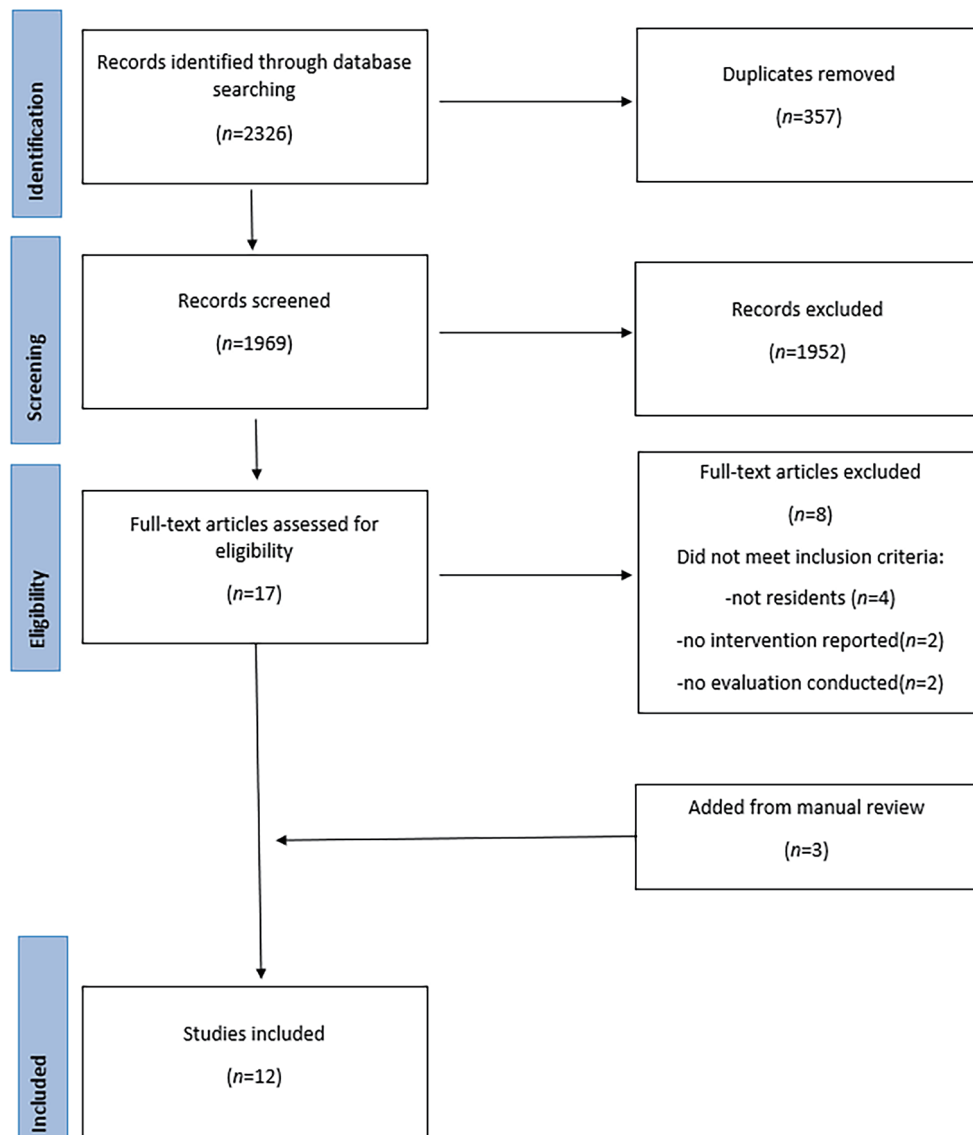 Identification
Records identified through database
searching
(n=2326)
Duplicates removed
(n=357)
Screening
Records screened
(n=1969)
Records excluded
(n=1952)
Eligibility
Full-text articles assessed for
eligibility
(n=17)
Full-text articles excluded
(n=8)
Did not meet inclusion criteria:
-not residents (n=4)
-no intervention reported(n=2)
-no evaluation conducted(n=2)
Added from manual review
(n=3)
Included
Studies included
(n=12)